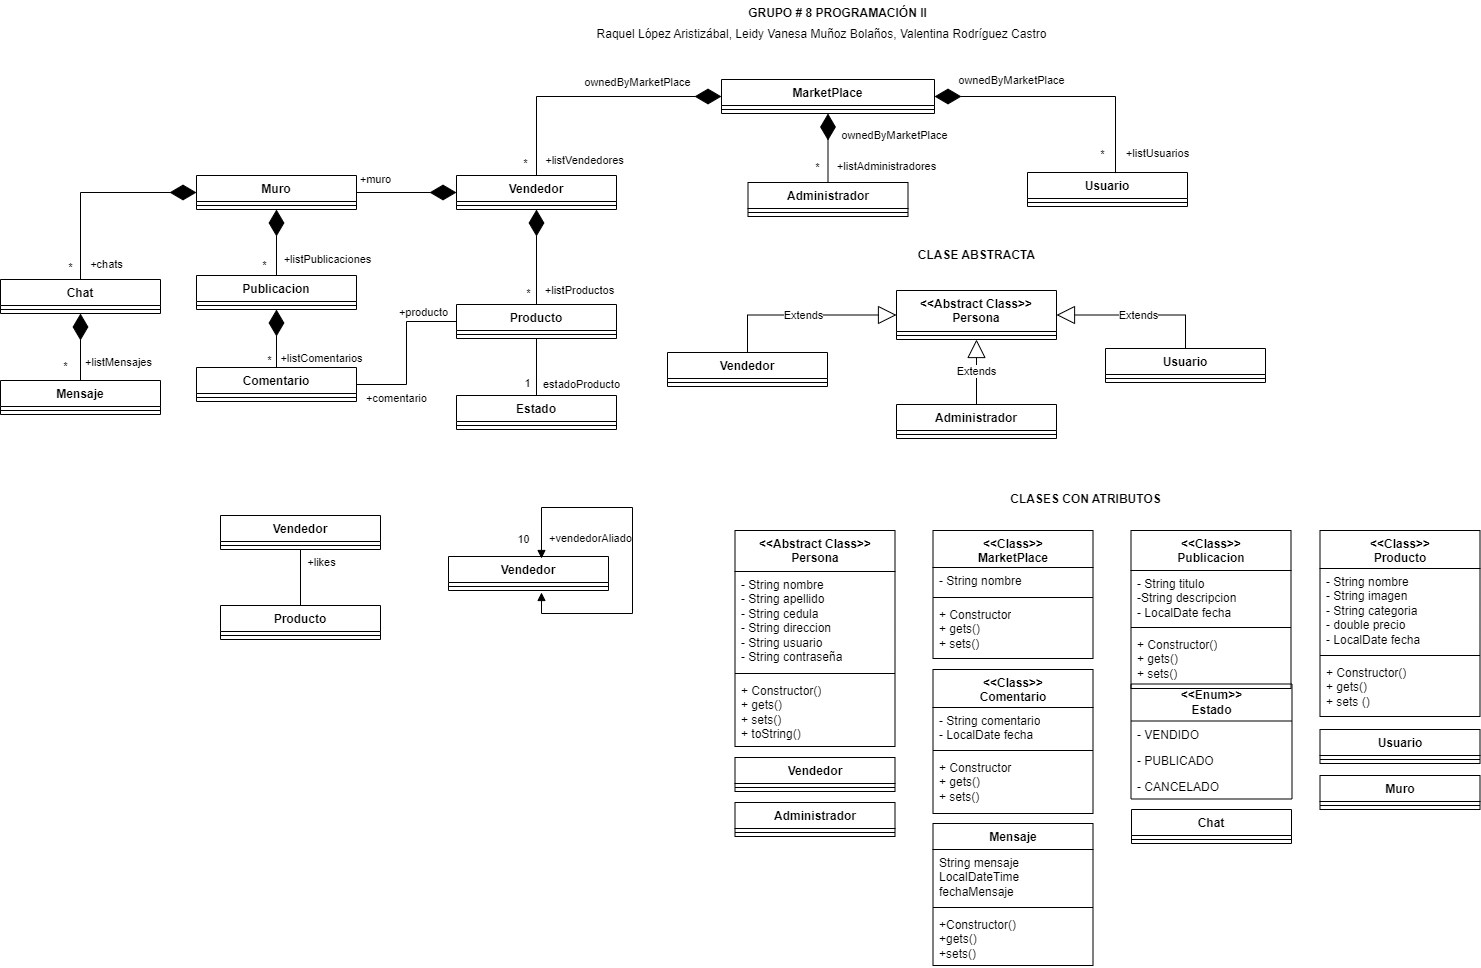 GRUPO # 8 PROGRAMACIÓN II
Raquel López Aristizábal, Leidy Vanesa Muñoz Bolaños, Valentina Rodríguez Castro
ownedByMarketPlace
MarketPlace
ownedByMarketPlace
ownedByMarketPlace
* +listVendedores
* +listAdministradores
* +listUsuarios
Muro
+muro
Vendedor
Administrador
Usuario
* +chats
* +listPublicaciones
* +listProductos
Chat
Publicacion
Producto
+producto
* +listMensajes
* +listComentarios
1 estadoProducto
Mensaje
Comentario
+comentario
Estado
CLASE ABSTRACTA
<<Abstract Class>>
Persona
Extends
Extends
Extends
Vendedor
Usuario
Administrador
Vendedor
+likes
Producto
10 +vendedorAliado
Vendedor
CLASES CON ATRIBUTOS
<<Abstract Class>>
Persona
- String nombre
- String apellido
- String cedula
- String direccion
- String usuario
- String contraseña
+ Constructor()
+ gets()
+ sets()
+ toString()
Vendedor
Administrador
<<Class>>
MarketPlace
- String nombre
+ Constructor
+ gets()
+ sets()
<<Class>>
Comentario
- String comentario
- LocalDate fecha
+ Constructor
+ gets()
+ sets()
Mensaje
String mensaje
LocalDateTime
fechaMensaje
+Constructor()
+gets()
+sets()
<<Class>>
Publicacion
- String titulo
-String descripcion
- LocalDate fecha
+ Constructor()
+ gets()
+ sets()
<<Enum>>
Estado
- VENDIDO
- PUBLICADO
- CANCELADO
Chat
<<Class>>
Producto
- String nombre
- String imagen
- String categoria
- double precio
- LocalDate fecha
+ Constructor()
+ gets()
+ sets ()
Usuario
Muro